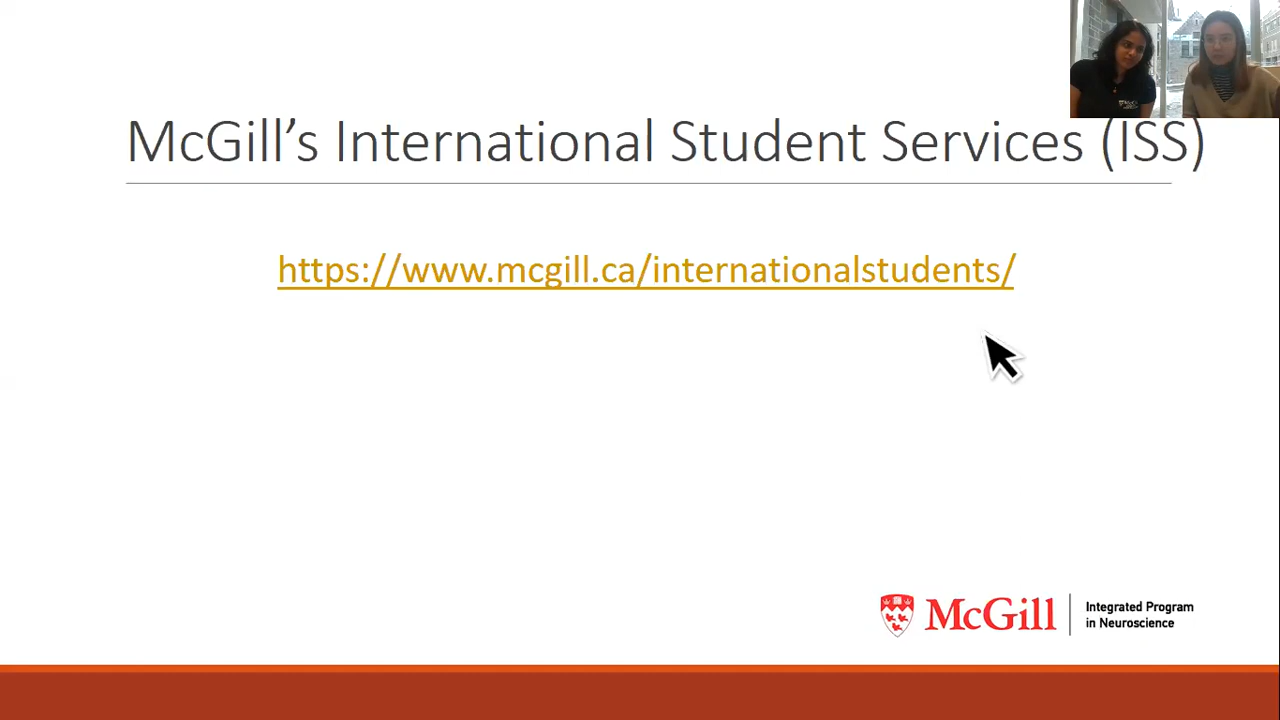 McGill's International Student Services (ISS)
https://www.mcgill.ca/internationalstudents/
McGill
Integrated Program
in Neuroscience